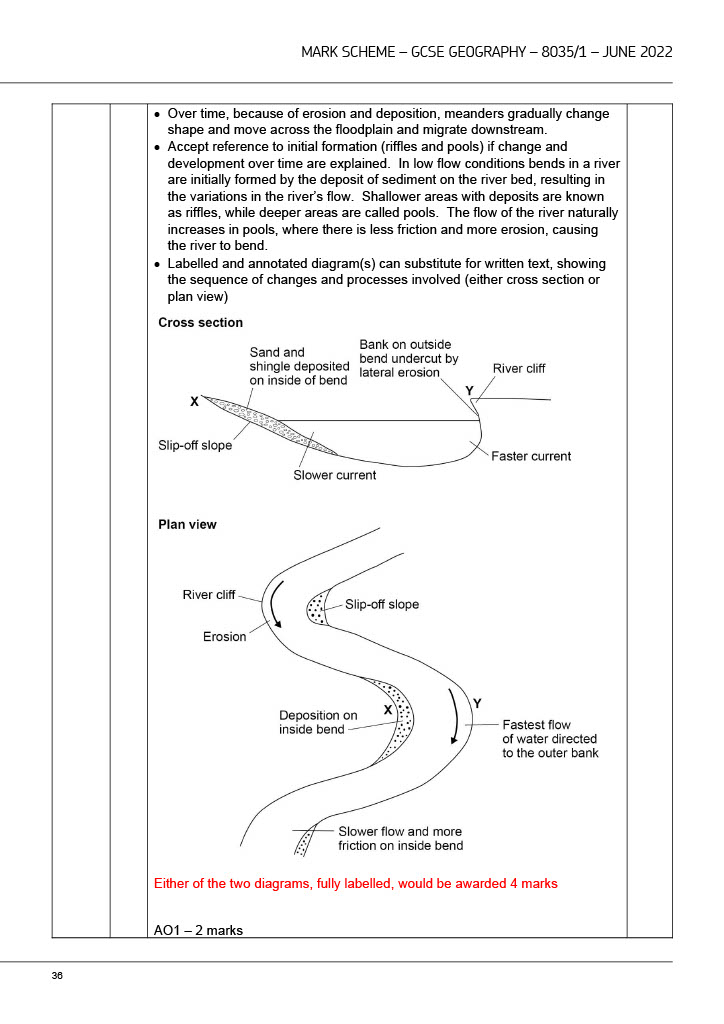 MARK SCHEME – GCSE GEOGRAPHY – 8035/1 – JUNE 2022
• Over time, because of erosion and deposition, meanders gradually change
shape and move across the floodplain and migrate downstream.
• Accept reference to initial formation (riffles and pools) if change and
development over time are explained. In low flow conditions bends in a river
are initially formed by the deposit of sediment on the river bed, resulting in
the variations in the river's flow. Shallower areas with deposits are known
as riffles, while deeper areas are called pools. The flow of the river naturally
increases in pools, where there is less friction and more erosion, causing
the river to bend.
• Labelled and annotated diagram(s) can substitute for written text, showing
the sequence of changes and processes involved (either cross section or
plan view)
Cross section
Sand and
shingle deposited
on inside of bend
Bank on outside
bend undercut by
lateral erosion
River cliff
Y
X
Slip-off slope
Faster current
Slower current
Plan view
River cliff
Slip-off slope
Erosion
X
Y
Deposition on
inside bend
Fastest flow
of water directed
to the outer bank
Slower flow and more
friction on inside bend
Either of the two diagrams, fully labelled, would be awarded 4 marks
AO1 – 2 marks
36